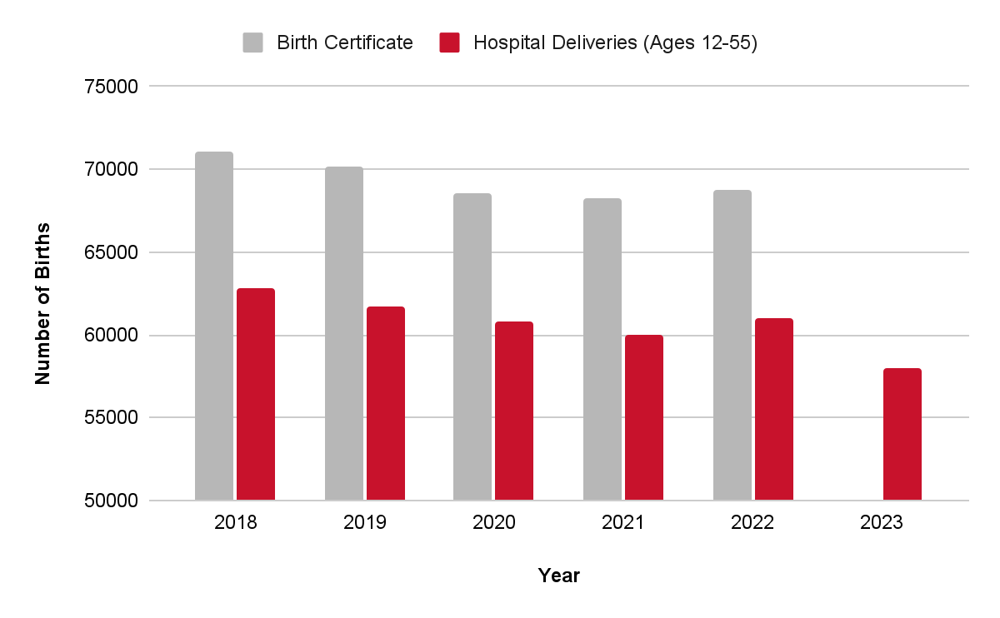 Birth Certificate Hospital Deliveries (Ages 12-55)
75000
70000
65000
60000
55000
50000
Number of Births
2018 2019 2020 2021 2022 2023
Year